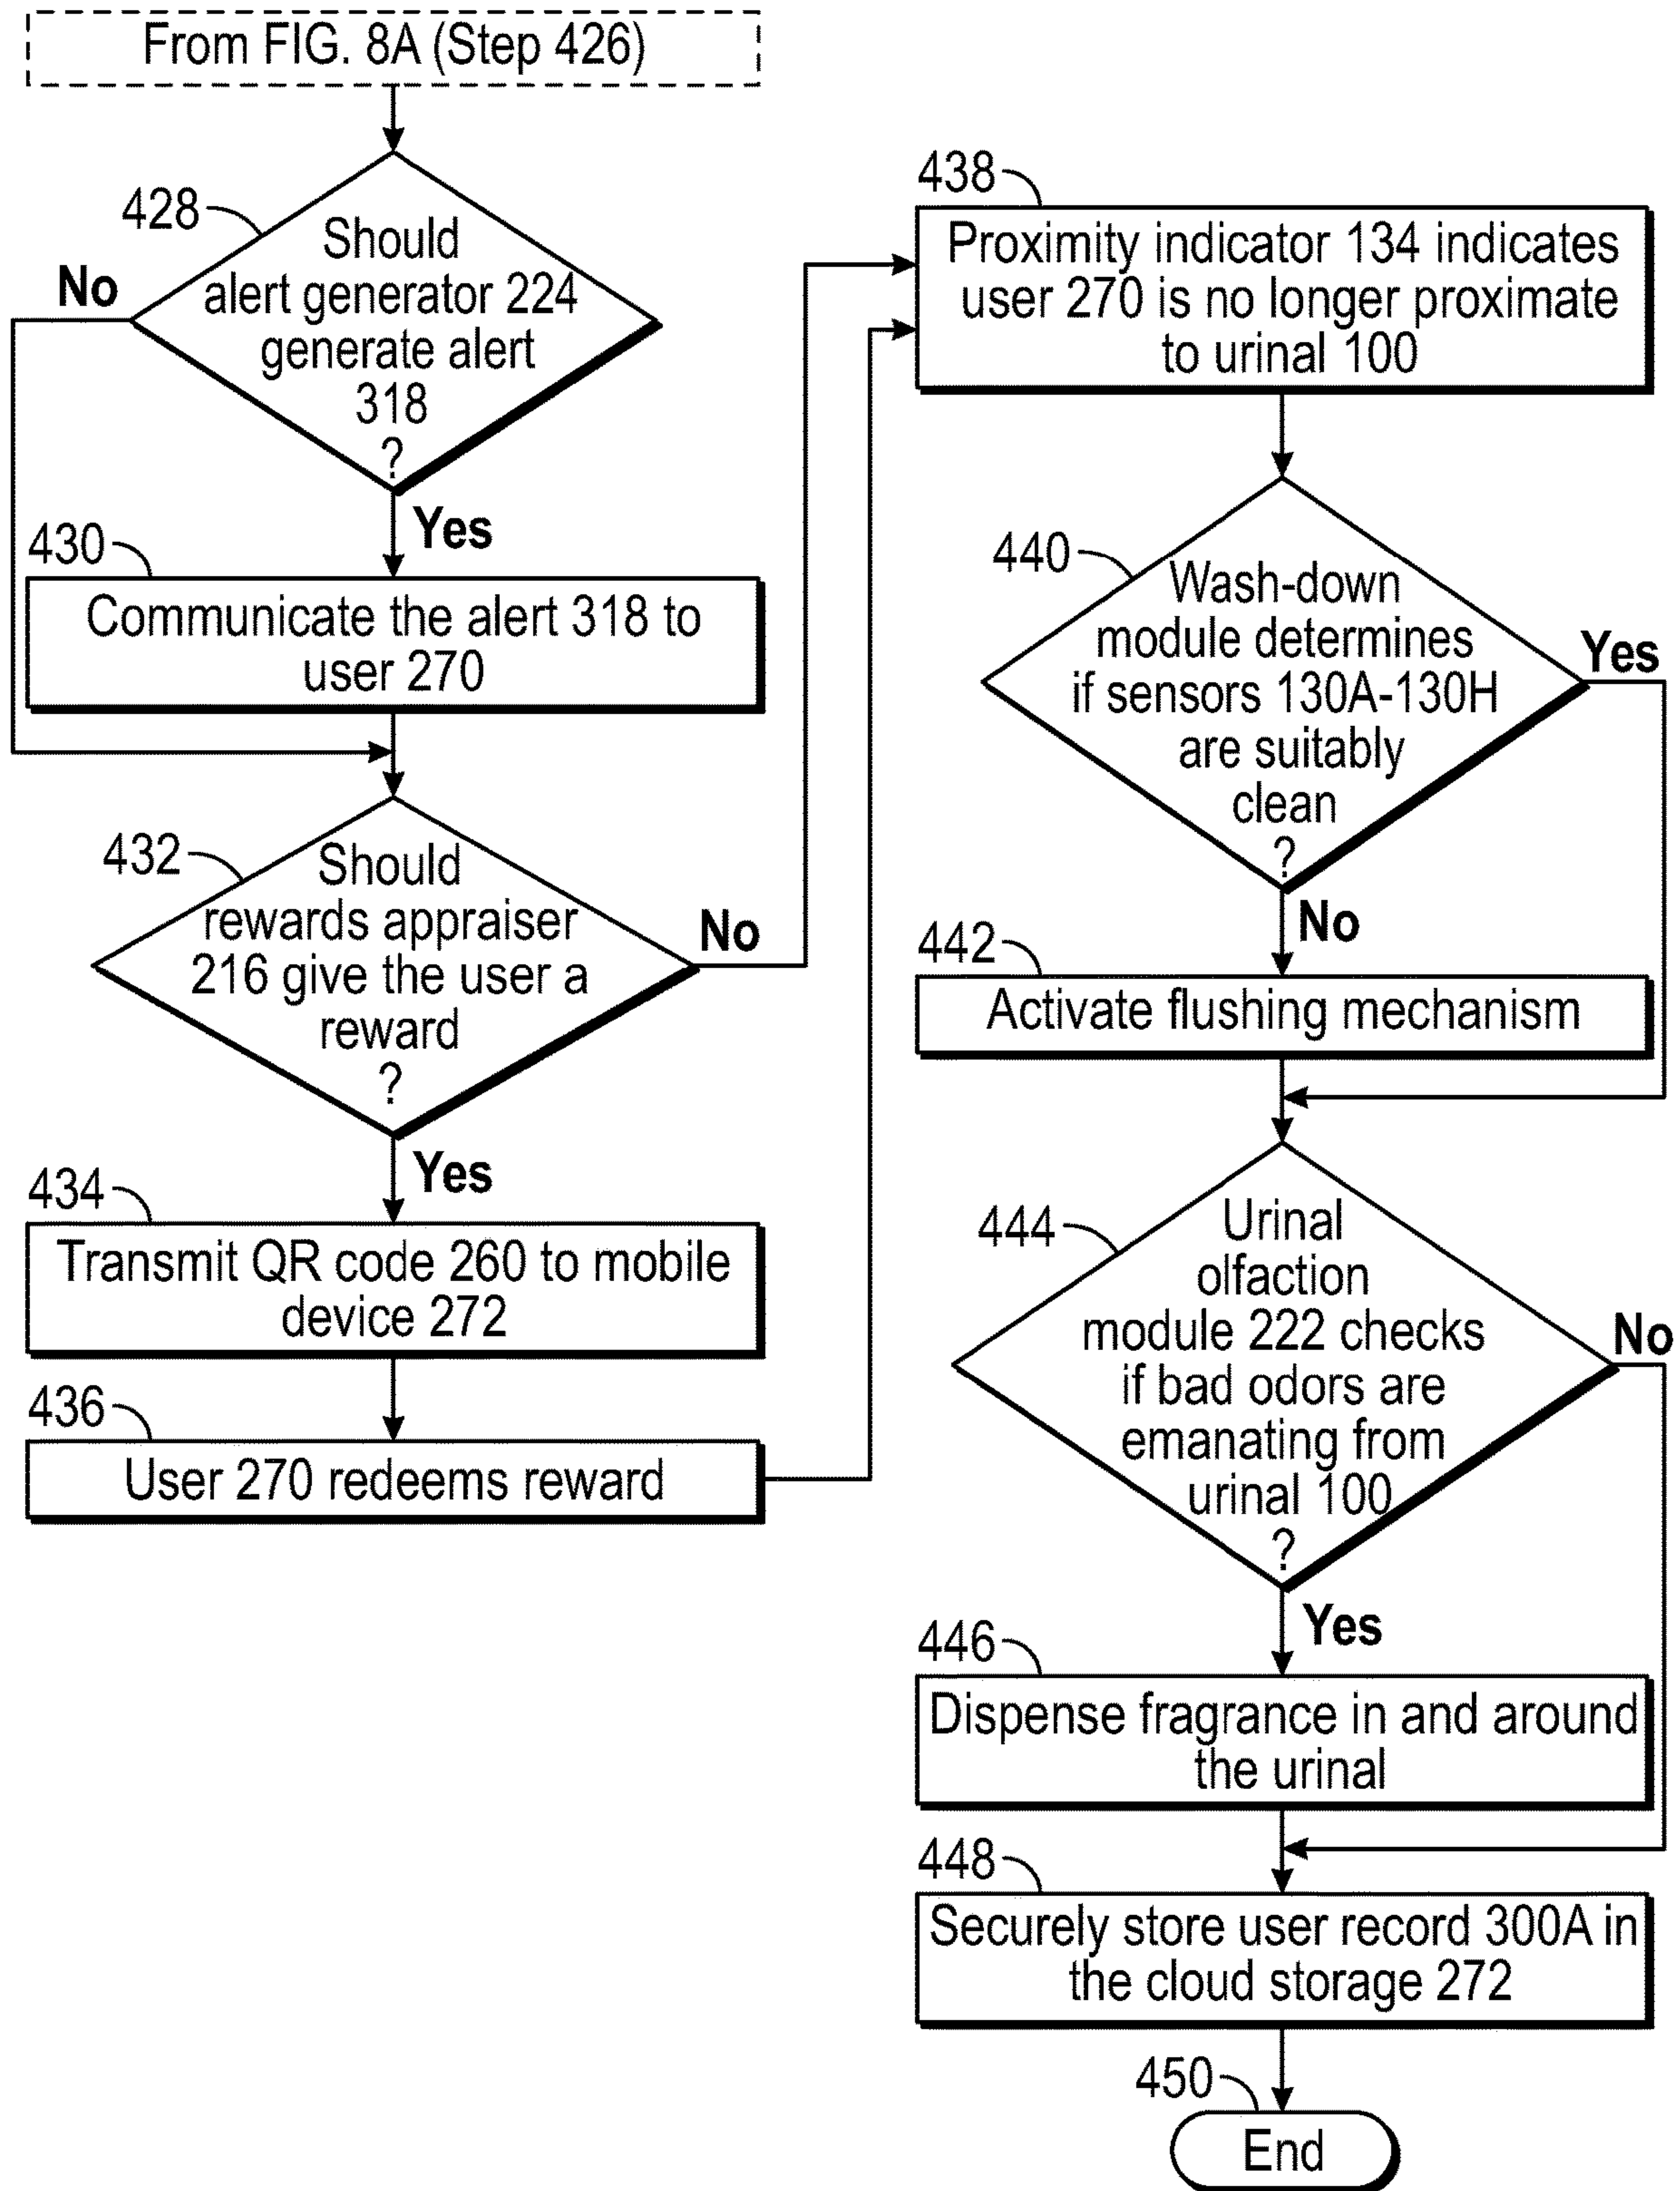 From FIG. 8A (Step 426)
428
Should
alert generator 224
generate alert
318
?
No
Yes
430
Communicate the alert 318 to
user 270
432
Should
rewards appraiser
216 give the user a
reward
?
No
Yes
434
Transmit QR code 260 to mobile
device 272
436
User 270 redeems reward
438
Proximity indicator 134 indicates
user 270 is no longer proximate
to urinal 100
440
Wash-down
module determines
if sensors 130A-130H
are suitably
clean
?
Yes
No
442
Activate flushing mechanism
444
Urinal
olfaction
module 222 checks
if bad odors are
emanating from
urinal 100
?
No
Yes
446
Dispense fragrance in and around
the urinal
448
Securely store user record 300A in
the cloud storage 272
450
End